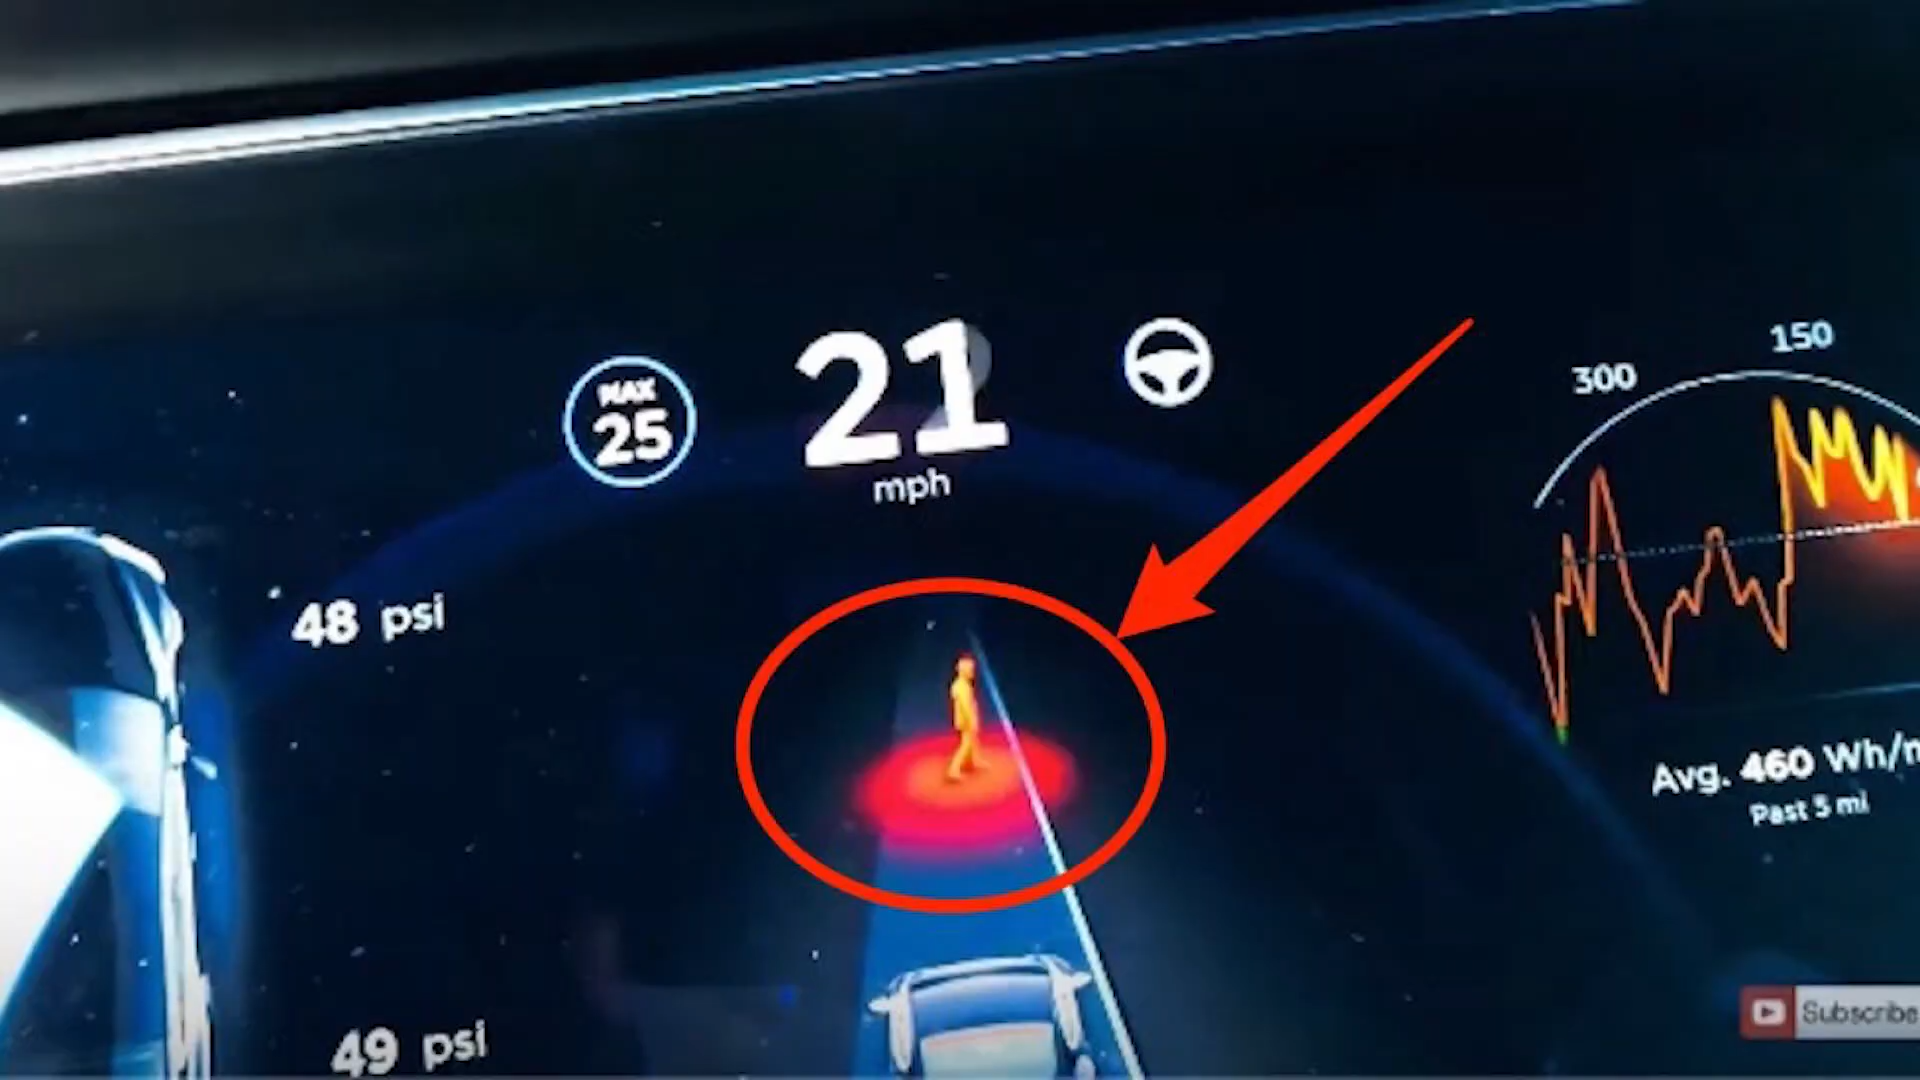 MAX
25
21
mph
48 psi
49 psi
300
150
Avg. 460 Wh/
Past 5 mi
Subscribe